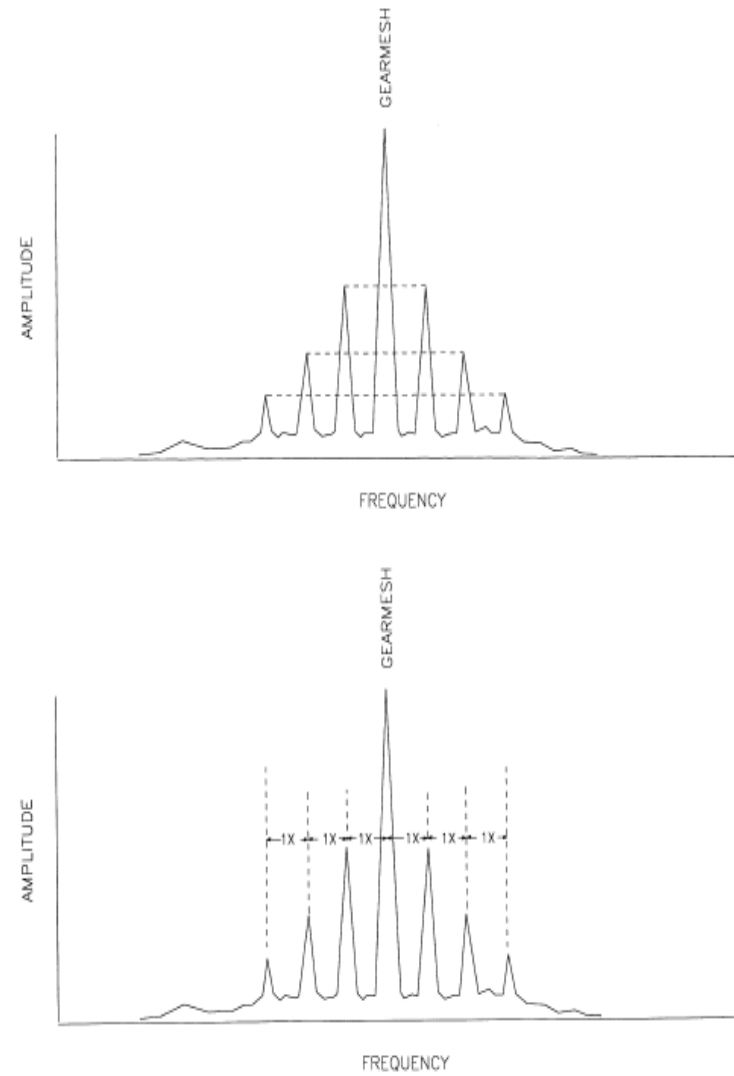 GEARMESH
AMPLITUDE
FREQUENCY
GEARMESH
AMPLITUDE
1X 1X 1X 1X 1X 1X
FREQUENCY